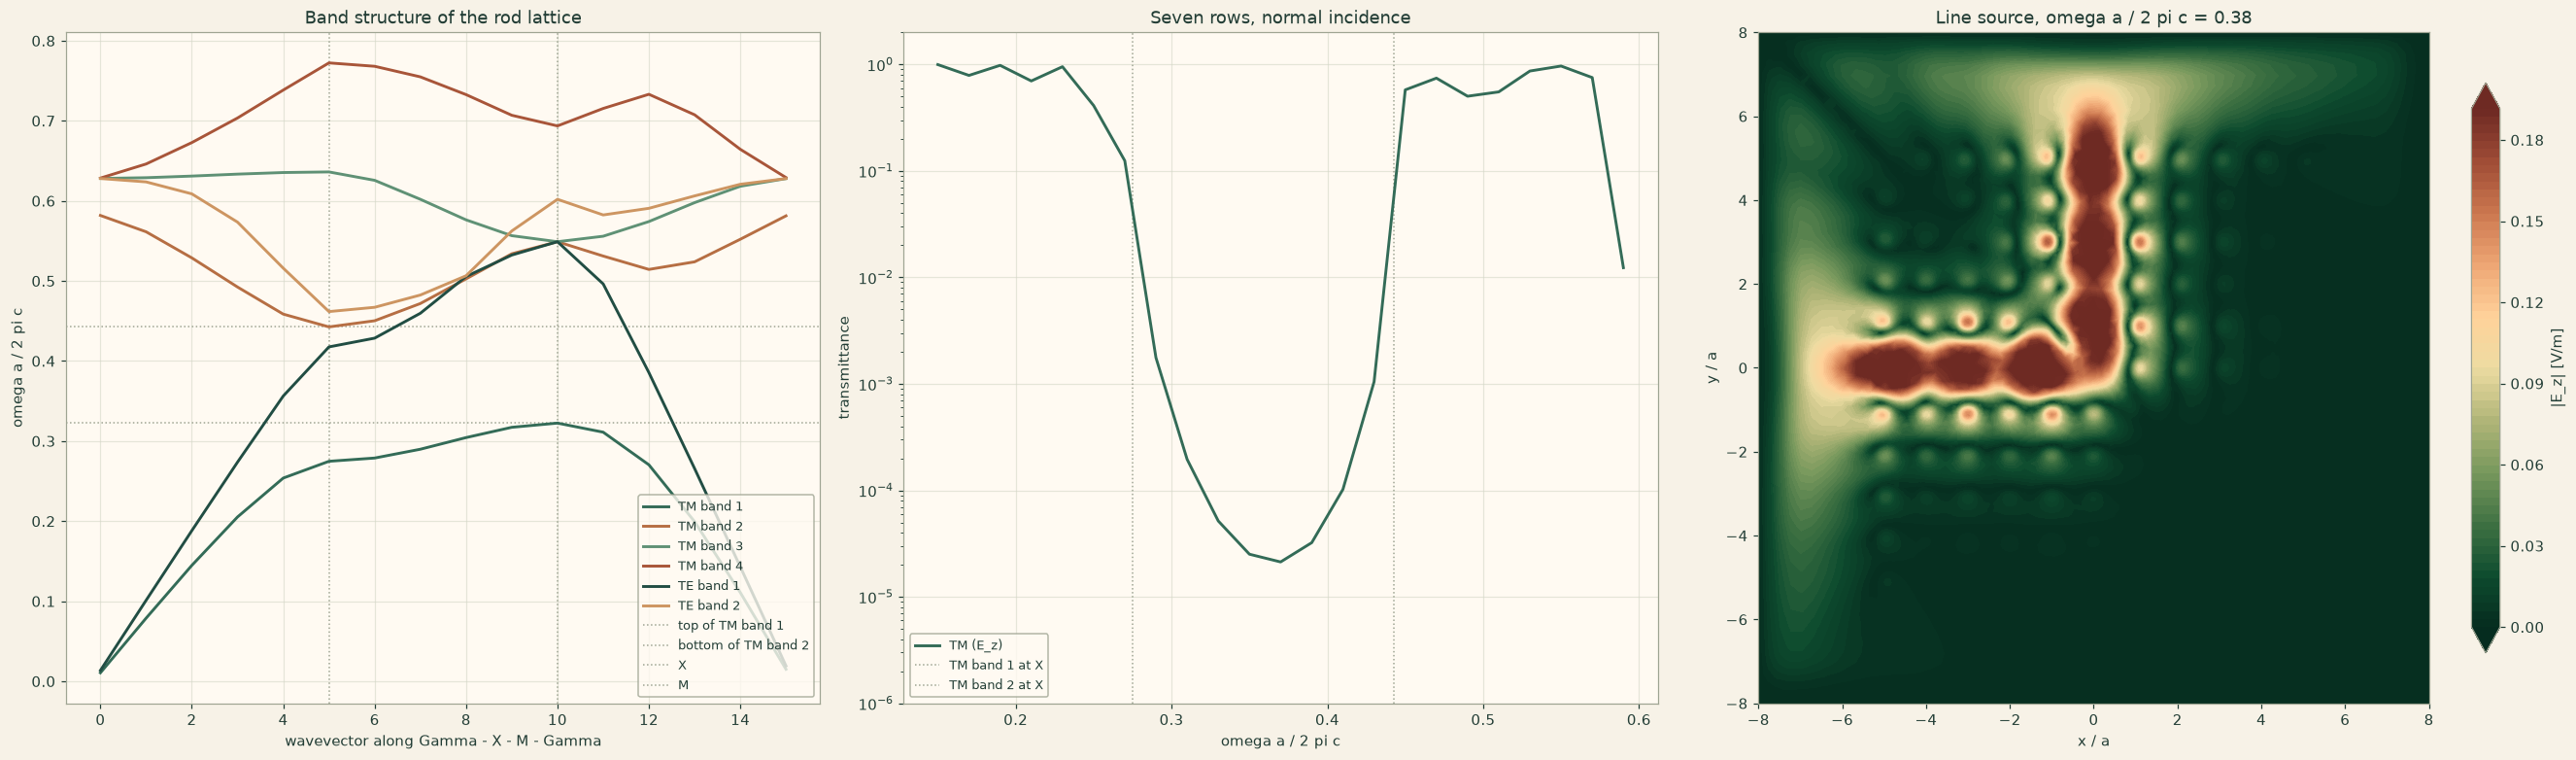 Band structure of the rod lattice
omega a / 2 pi c
0.8
0.7
0.6
0.5
0.4
0.3
0.2
0.1
0.0
0 2 4 6 8 10 12 14
wavevector along Gamma - X - M - Gamma
TM band 1
TM band 2
TM band 3
TM band 4
TE band 1
TE band 2
top of TM band 1
bottom of TM band 2
X
M
Seven rows, normal incidence
transmittance
10⁰
10⁻¹
10⁻²
10⁻³
10⁻⁴
10⁻⁵
10⁻⁶
0.2 0.3 0.4 0.5 0.6
omega a / 2 pi c
TM (E_z)
TM band 1 at X
TM band 2 at X
Line source, omega a / 2 pi c = 0.38
y / a
8
6
4
2
0
−2
−4
−6
−8
−8 −6 −4 −2 0 2 4 6 8
x / a
0.18
0.15
0.12
0.09
0.06
0.03
0.00
|E_z| [V/m]